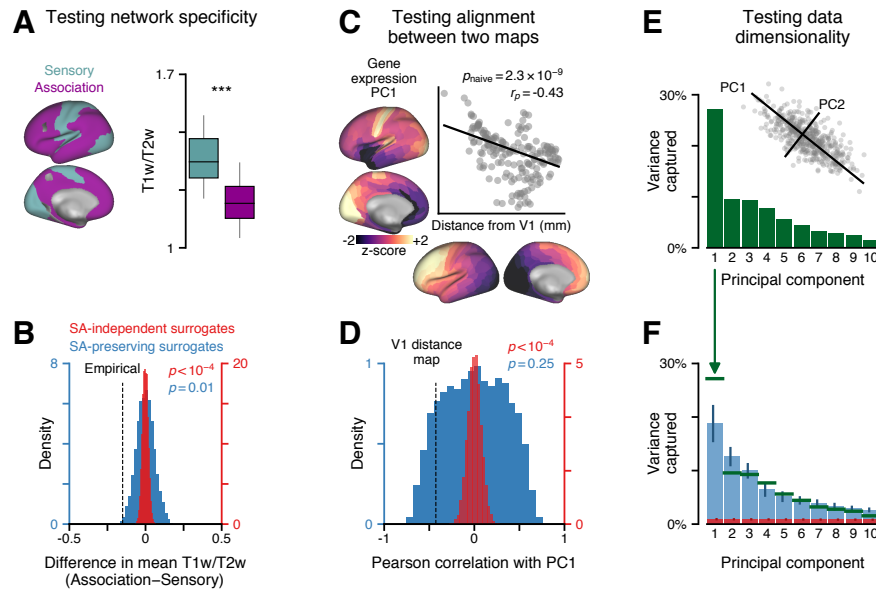 A
Testing network specificity
Sensory
Association
1.7
T1w/T2w
1
***
B
SA-independent surrogates
SA-preserving surrogates
8
20
Empirical
p<10⁻⁴
p=0.01
Density
0
0
-0.5
0
0.5
Difference in mean T1w/T2w
(Association−Sensory)
C
Testing alignment
between two maps
Gene
expression
PC1
p_naive=2.3×10⁻⁹
r_p=-0.43
Distance from V1 (mm)
-2
+2
z-score
D
V1 distance
map
p<10⁻⁴
p=0.25
1
5
Density
0
0
-1
0
1
Pearson correlation with PC1
E
Testing data
dimensionality
30%
PC1
PC2
Variance
captured
0%
1 2 3 4 5 6 7 8 9 10
Principal component
F
30%
Variance
captured
0%
1 2 3 4 5 6 7 8 9 10
Principal component